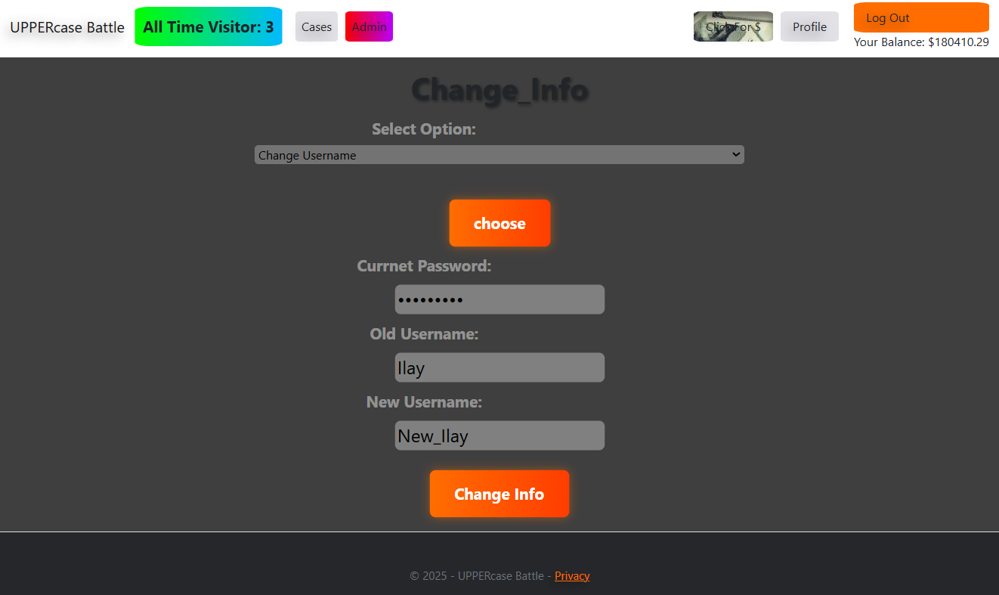 UPPERcase Battle All Time Visitor: 3 Cases Admin Click For $ Profile Log Out
Your Balance: $180410.29
Change_Info
Select Option:
Change Username
choose
Currnet Password:
•••••••••
Old Username:
Ilay
New Username:
New_Ilay
Change Info
© 2025 - UPPERcase Battle - Privacy